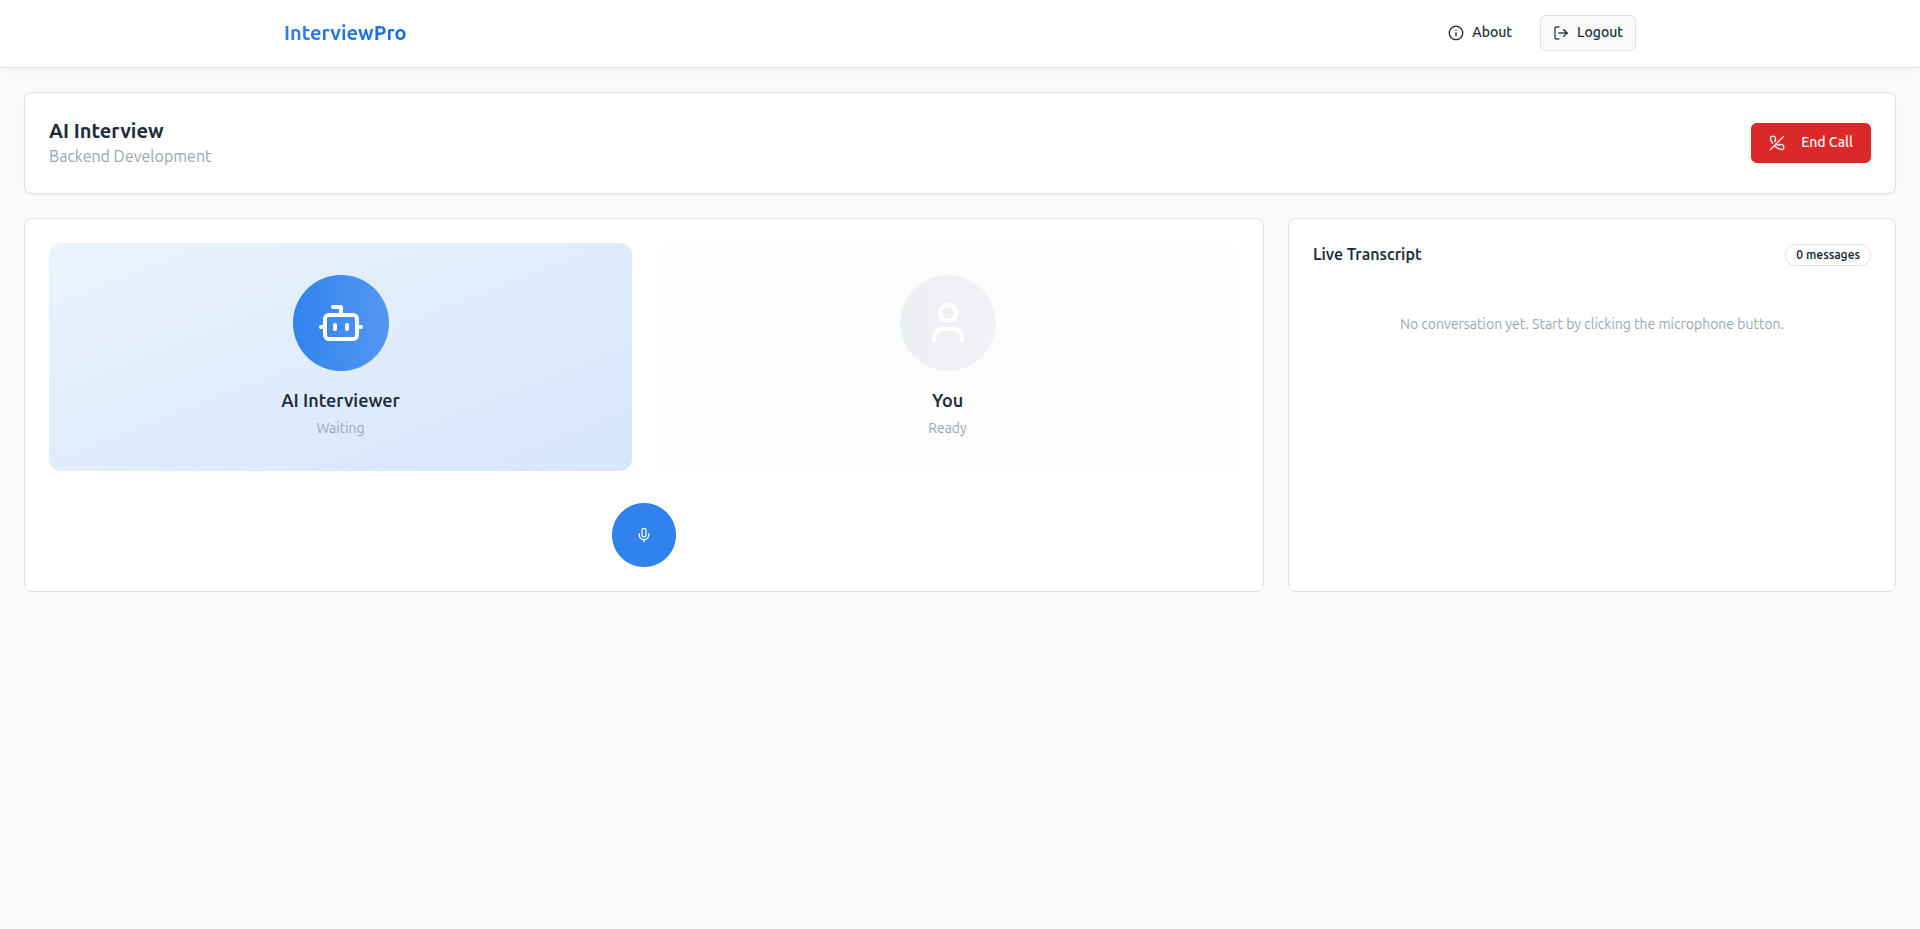 InterviewPro
About
Logout
AI Interview
Backend Development
End Call
AI Interviewer
Waiting
You
Ready
Live Transcript
0 messages
No conversation yet. Start by clicking the microphone button.